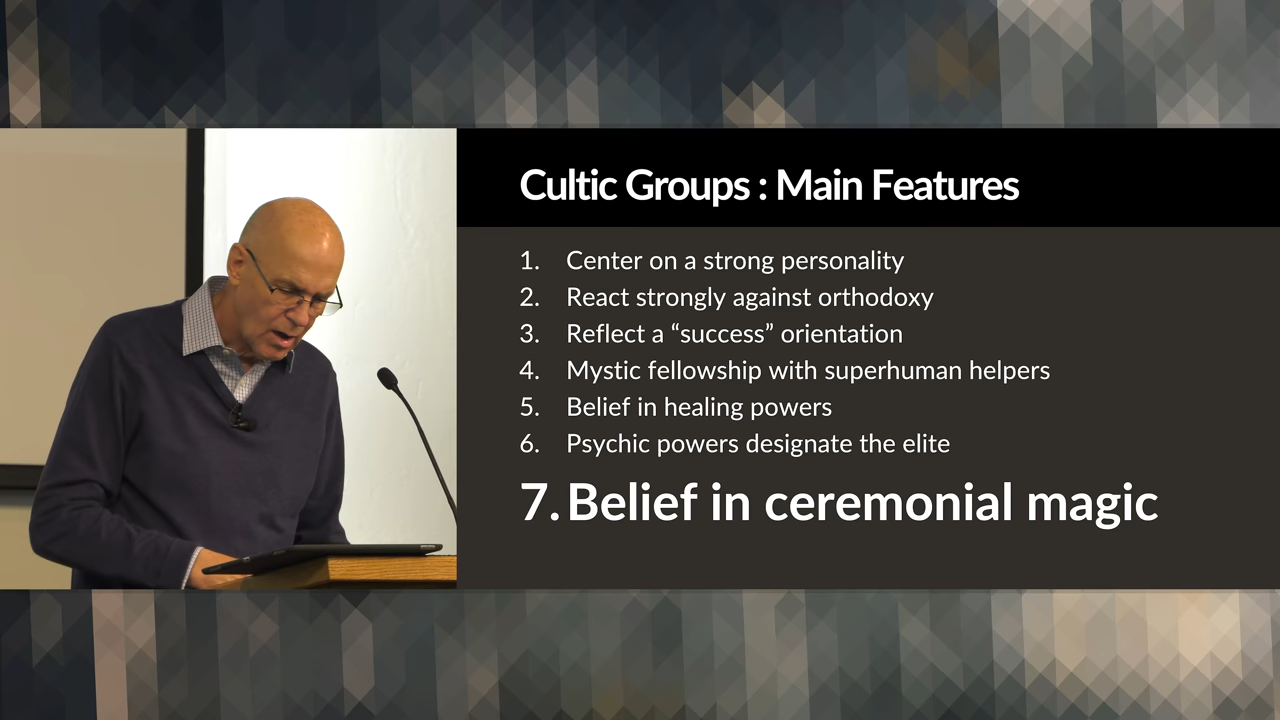 Cultic Groups : Main Features
1. Center on a strong personality
2. React strongly against orthodoxy
3. Reflect a “success” orientation
4. Mystic fellowship with superhuman helpers
5. Belief in healing powers
6. Psychic powers designate the elite
7. Belief in ceremonial magic